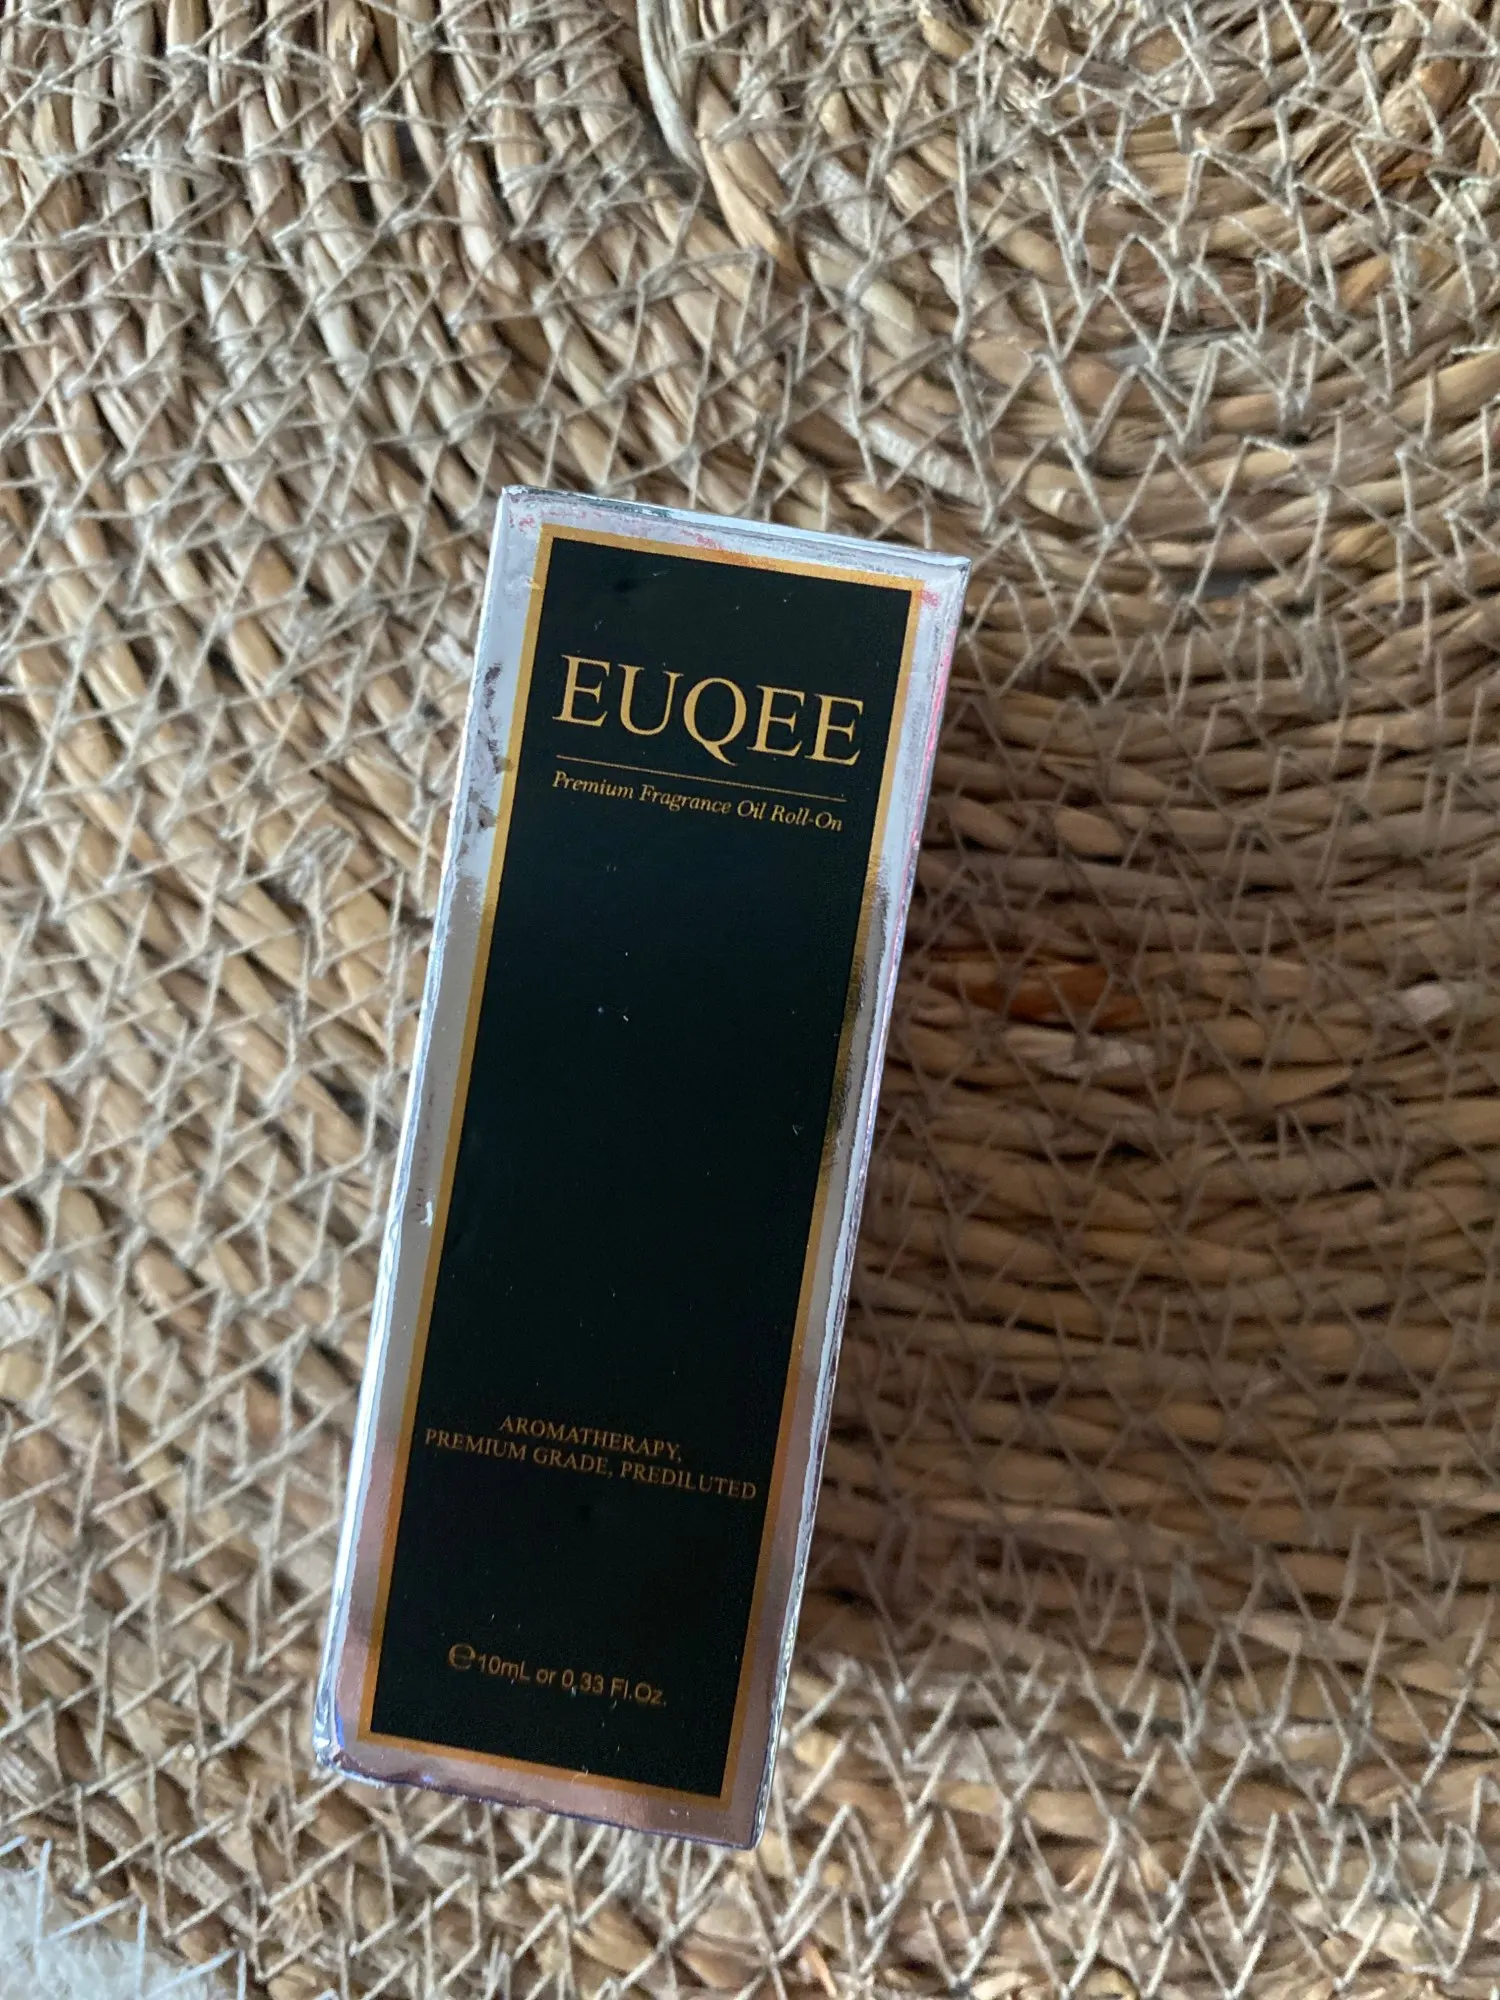 EUQEE
Premium Fragrance Oil Roll-On
AROMATHERAPY,
PREMIUM GRADE, PREDILUTED
℮10mL or 0.33 Fl.Oz.